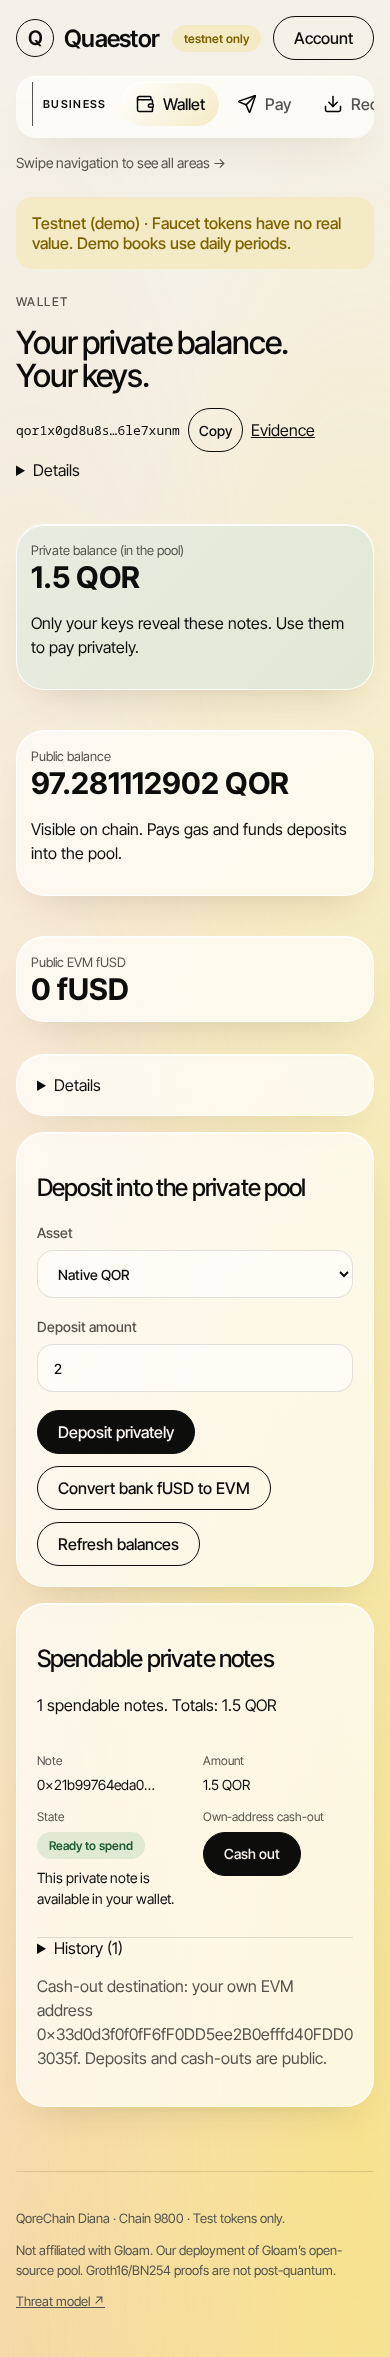 Q Quaestor testnet only Account
BUSINESS Wallet Pay Rec
Swipe navigation to see all areas →
Testnet (demo) · Faucet tokens have no real
value. Demo books use daily periods.
WALLET
Your private balance.
Your keys.
qor1x0gd8u8s…6le7xunm Copy Evidence
▶ Details
Private balance (in the pool)
1.5 QOR
Only your keys reveal these notes. Use them
to pay privately.
Public balance
97.281112902 QOR
Visible on chain. Pays gas and funds deposits
into the pool.
Public EVM fUSD
0 fUSD
▶ Details
Deposit into the private pool
Asset
Native QOR
Deposit amount
2
Deposit privately
Convert bank fUSD to EVM
Refresh balances
Spendable private notes
1 spendable notes. Totals: 1.5 QOR
Note Amount
0×21b99764eda0… 1.5 QOR
State Own-address cash-out
Ready to spend Cash out
This private note is
available in your wallet.
▶ History (1)
Cash-out destination: your own EVM
address
0×33d0d3f0f0fF6fF0DD5ee2B0efffd40FDD0
3035f. Deposits and cash-outs are public.
QoreChain Diana · Chain 9800 · Test tokens only.
Not affiliated with Gloam. Our deployment of Gloam's open-
source pool. Groth16/BN254 proofs are not post-quantum.
Threat model ↗